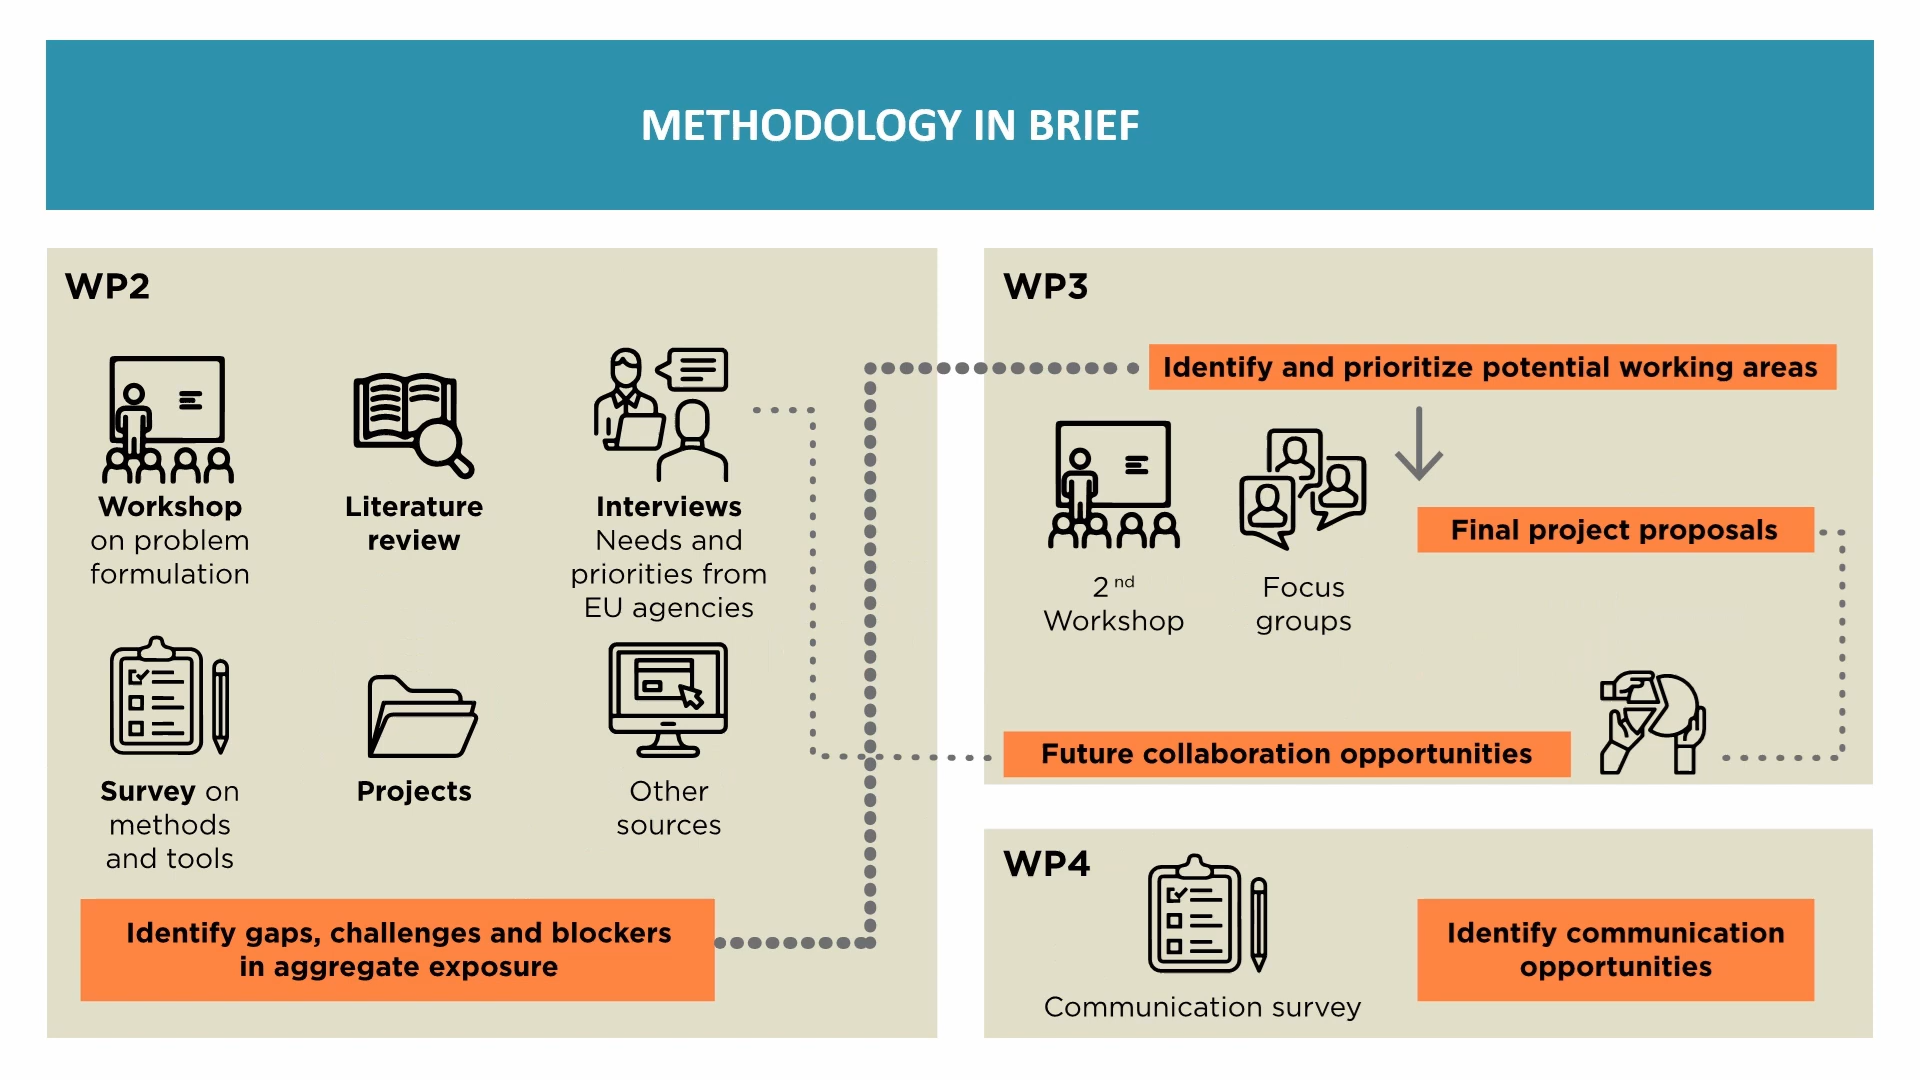 METHODOLOGY IN BRIEF
WP2
Workshop
on problem
formulation
Literature
review
Interviews
Needs and
priorities from
EU agencies
Survey on
methods
and tools
Projects
Other
sources
Identify gaps, challenges and blockers
in aggregate exposure
WP3
Identify and prioritize potential working areas
2nd
Workshop
Focus
groups
Final project proposals
Future collaboration opportunities
WP4
Communication survey
Identify communication
opportunities